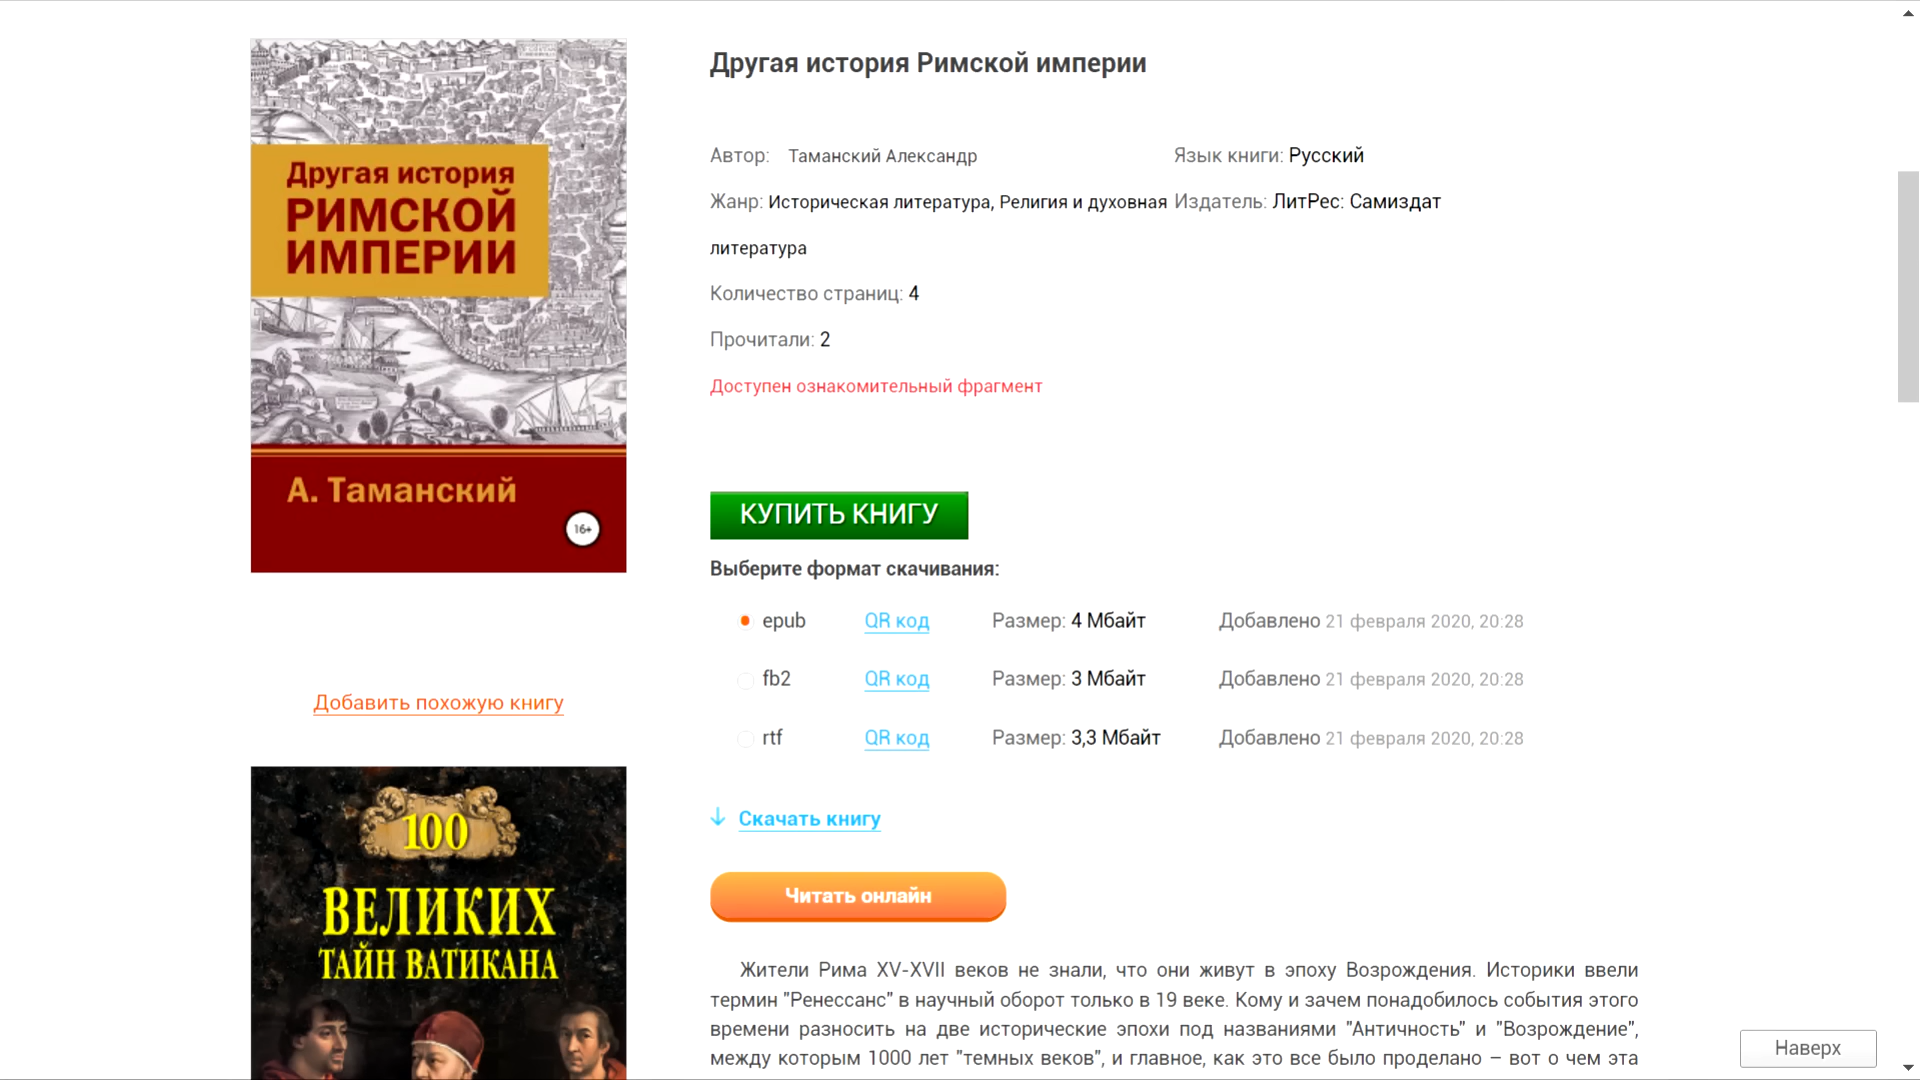 Другая история
РИМСКОЙ
ИМПЕРИИ
А. Таманский
16+
Добавить похожую книгу
100
ВЕЛИКИХ
ТАЙН ВАТИКАНА
Другая история Римской империи
Автор: Таманский Александр
Язык книги: Русский
Жанр: Историческая литература, Религия и духовная
литература
Издатель: ЛитРес: Самиздат
Количество страниц: 4
Прочитали: 2
Доступен ознакомительный фрагмент
КУПИТЬ КНИГУ
Выберите формат скачивания:
epub QR код Размер: 4 Мбайт Добавлено 21 февраля 2020, 20:28
fb2 QR код Размер: 3 Мбайт Добавлено 21 февраля 2020, 20:28
rtf QR код Размер: 3,3 Мбайт Добавлено 21 февраля 2020, 20:28
Скачать книгу
Читать онлайн
Жители Рима XV-XVII веков не знали, что они живут в эпоху Возрождения. Историки ввели
термин "Ренессанс" в научный оборот только в 19 веке. Кому и зачем понадобилось события этого
времени разносить на две исторические эпохи под названиями "Античность" и "Возрождение",
между которым 1000 лет "темных веков", и главное, как это все было проделано – вот о чем эта
Наверх